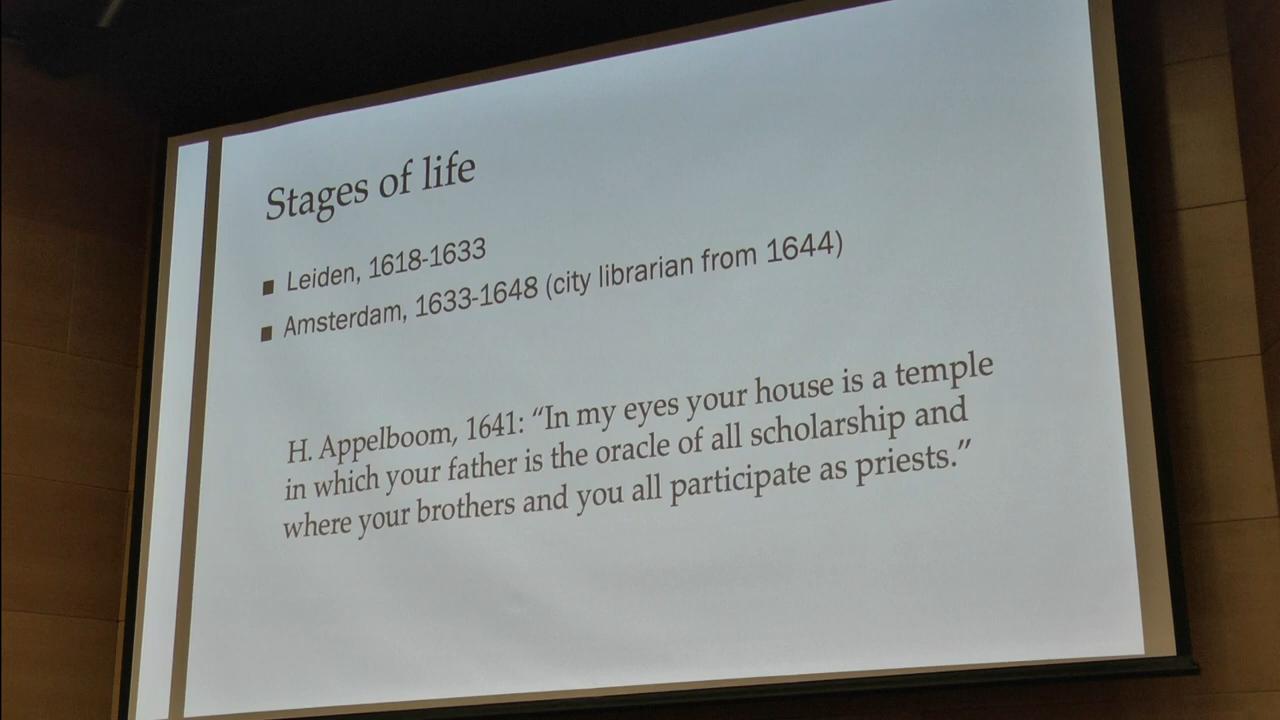 Stages of life
■ Leiden, 1618-1633
■ Amsterdam, 1633-1648 (city librarian from 1644)
H. Appelboom, 1641: “In my eyes your house is a temple
in which your father is the oracle of all scholarship and
where your brothers and you all participate as priests.”